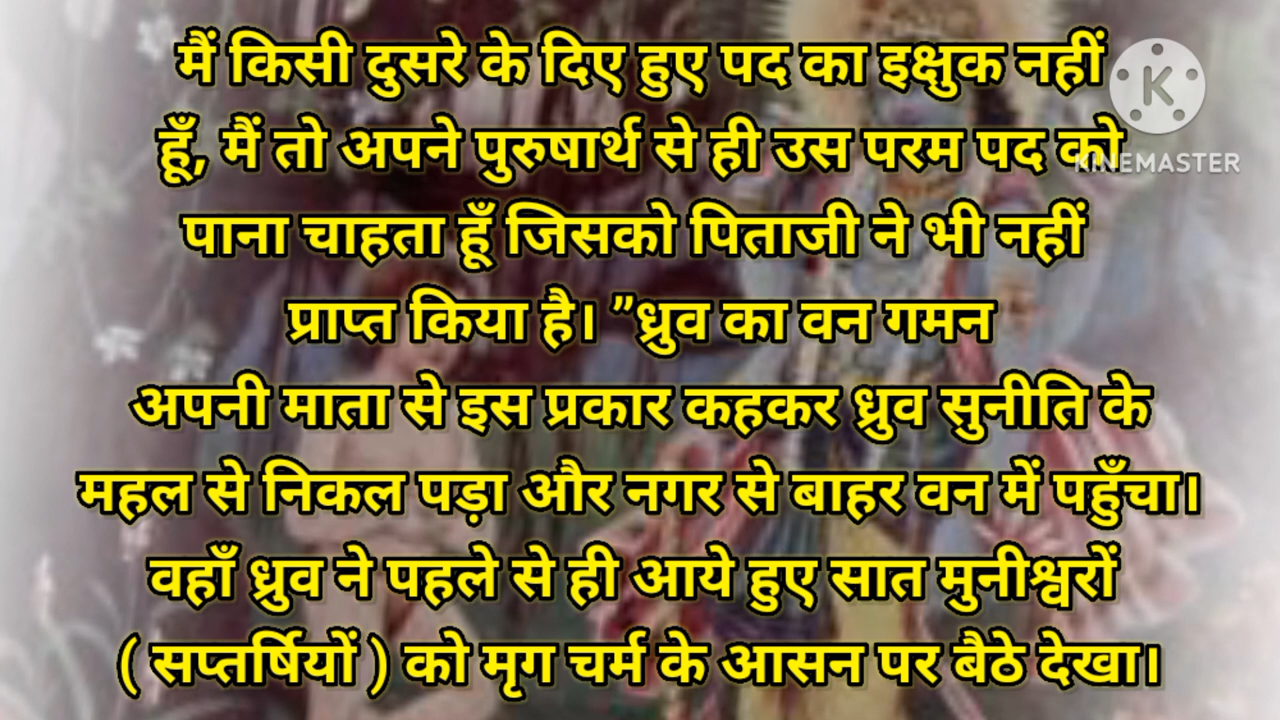 मैं किसी दुसरे के दिए हुए पद का इक्षुक नहीं
हूँ, मैं तो अपने पुरुषार्थ से ही उस परम पद को
पाना चाहता हूँ जिसको पिताजी ने भी नहीं
प्राप्त किया है। ”ध्रुव का वन गमन
अपनी माता से इस प्रकार कहकर ध्रुव सुनीति के
महल से निकल पड़ा और नगर से बाहर वन में पहुँचा।
वहाँ ध्रुव ने पहले से ही आये हुए सात मुनीश्वरों
( सप्तर्षियों ) को मृग चर्म के आसन पर बैठे देखा।
K
KINEMASTER